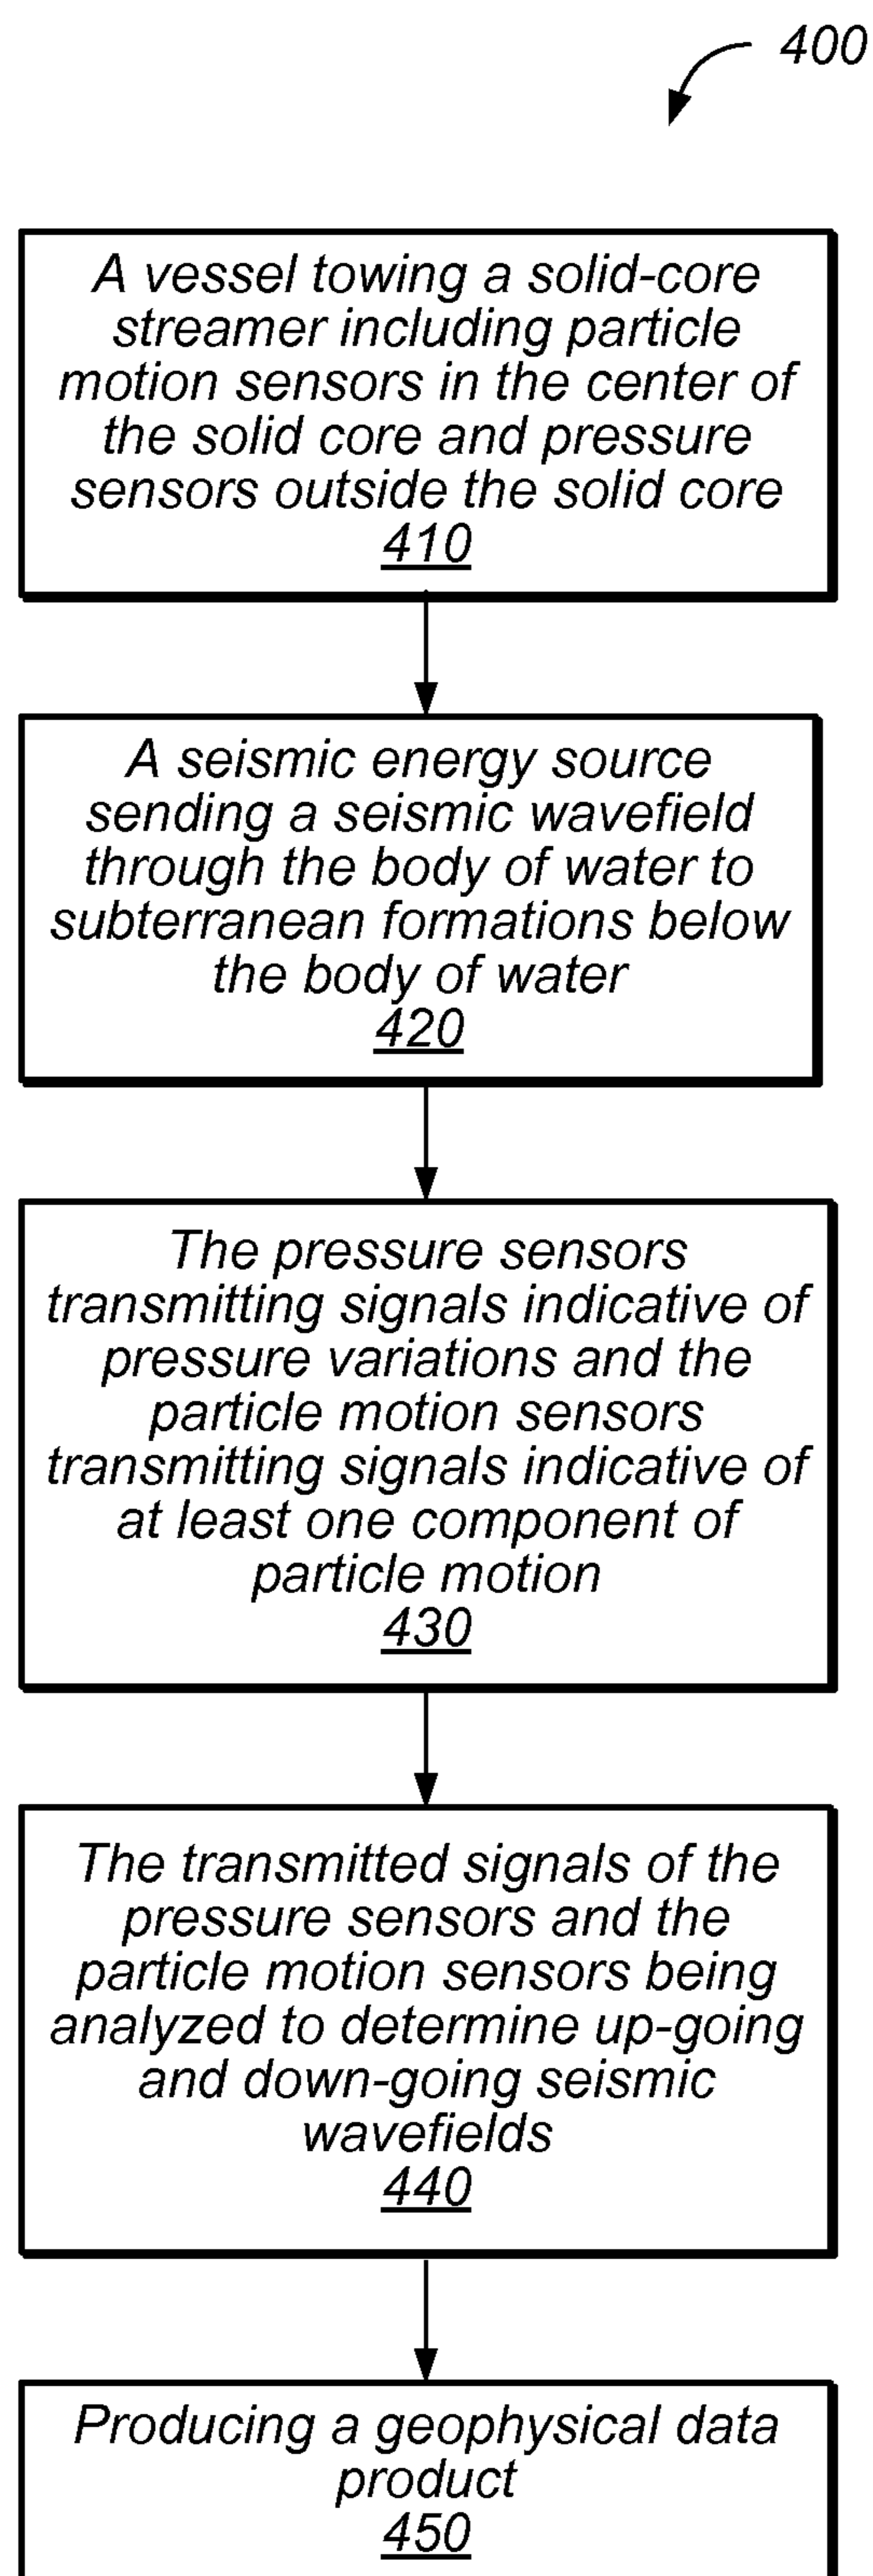 400
A vessel towing a solid-core
streamer including particle
motion sensors in the center of
the solid core and pressure
sensors outside the solid core
410
A seismic energy source
sending a seismic wavefield
through the body of water to
subterranean formations below
the body of water
420
The pressure sensors
transmitting signals indicative of
pressure variations and the
particle motion sensors
transmitting signals indicative of
at least one component of
particle motion
430
The transmitted signals of the
pressure sensors and the
particle motion sensors being
analyzed to determine up-going
and down-going seismic
wavefields
440
Producing a geophysical data
product
450